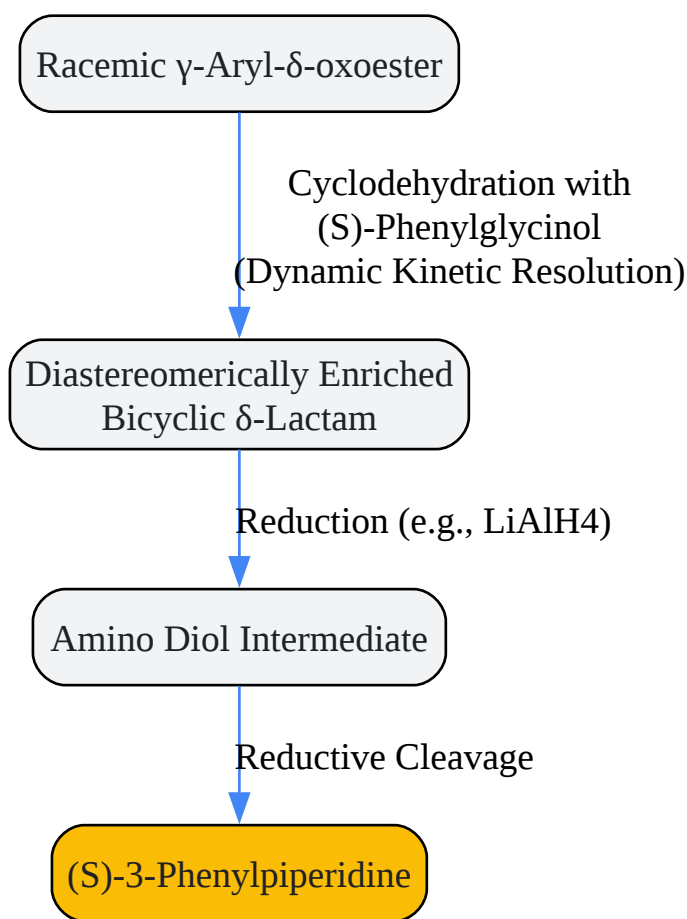 Racemic γ-Aryl-δ-oxoester
Cyclodehydration with
(S)-Phenylglycinol
(Dynamic Kinetic Resolution)
Diastereomerically Enriched
Bicyclic δ-Lactam
Reduction (e.g., LiAlH4)
Amino Diol Intermediate
Reductive Cleavage
(S)-3-Phenylpiperidine